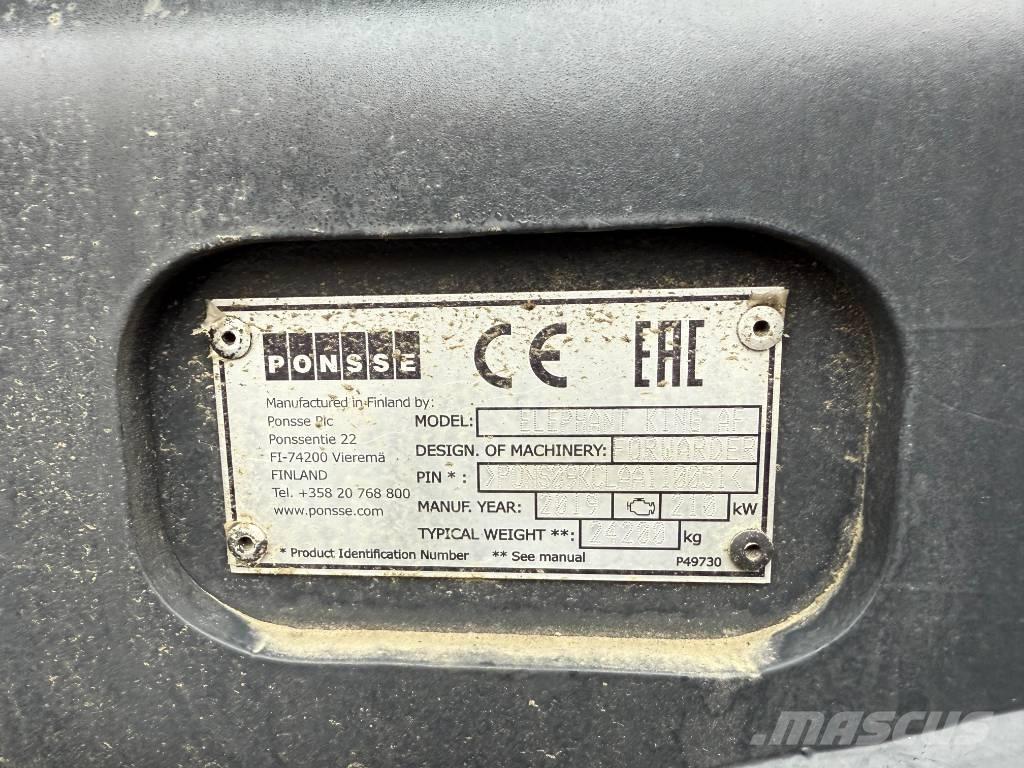 PONSSE
CE
EAC
Manufactured in Finland by:
Ponsse Plc
Ponssentie 22
FI-74200 Vieremä
FINLAND
Tel. +358 20 768 800
www.ponsse.com
MODEL: ELEPHANT KING AF
DESIGN. OF MACHINERY: FORWARDER
PIN * : >PONS09KCLAA110051<
MANUF. YEAR: 2019 210 kW
TYPICAL WEIGHT **: 24200 kg
* Product Identification Number ** See manual P49730
MASCUS